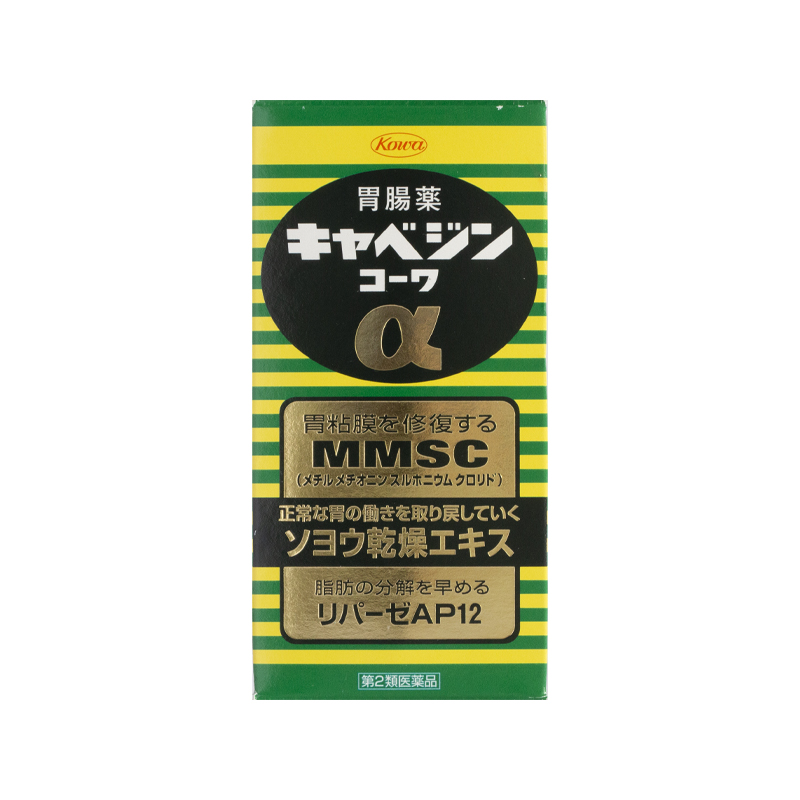 Kowa
胃腸薬
キャベジン
コーワ
α
胃粘膜を修復する
MMSC
(メチル メチオニン スルホニウム クロリド)
正常な胃の働きを取り戻していく
ソヨウ乾燥エキス
脂肪の分解を早める
リパーゼAP12
第2類医薬品